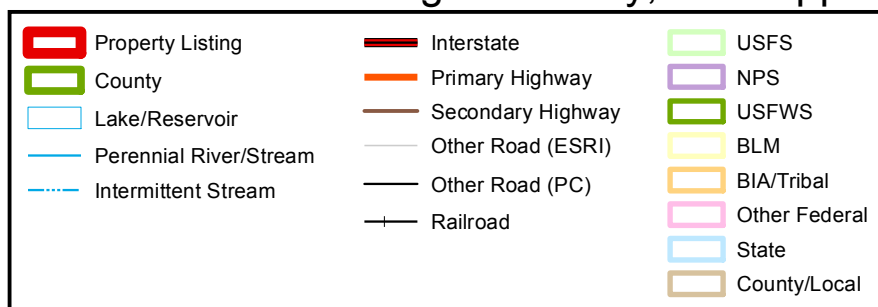 Property Listing
County
Lake/Reservoir
Perennial River/Stream
Intermittent Stream
Interstate
Primary Highway
Secondary Highway
Other Road (ESRI)
Other Road (PC)
Railroad
USFS
NPS
USFWS
BLM
BIA/Tribal
Other Federal
State
County/Local